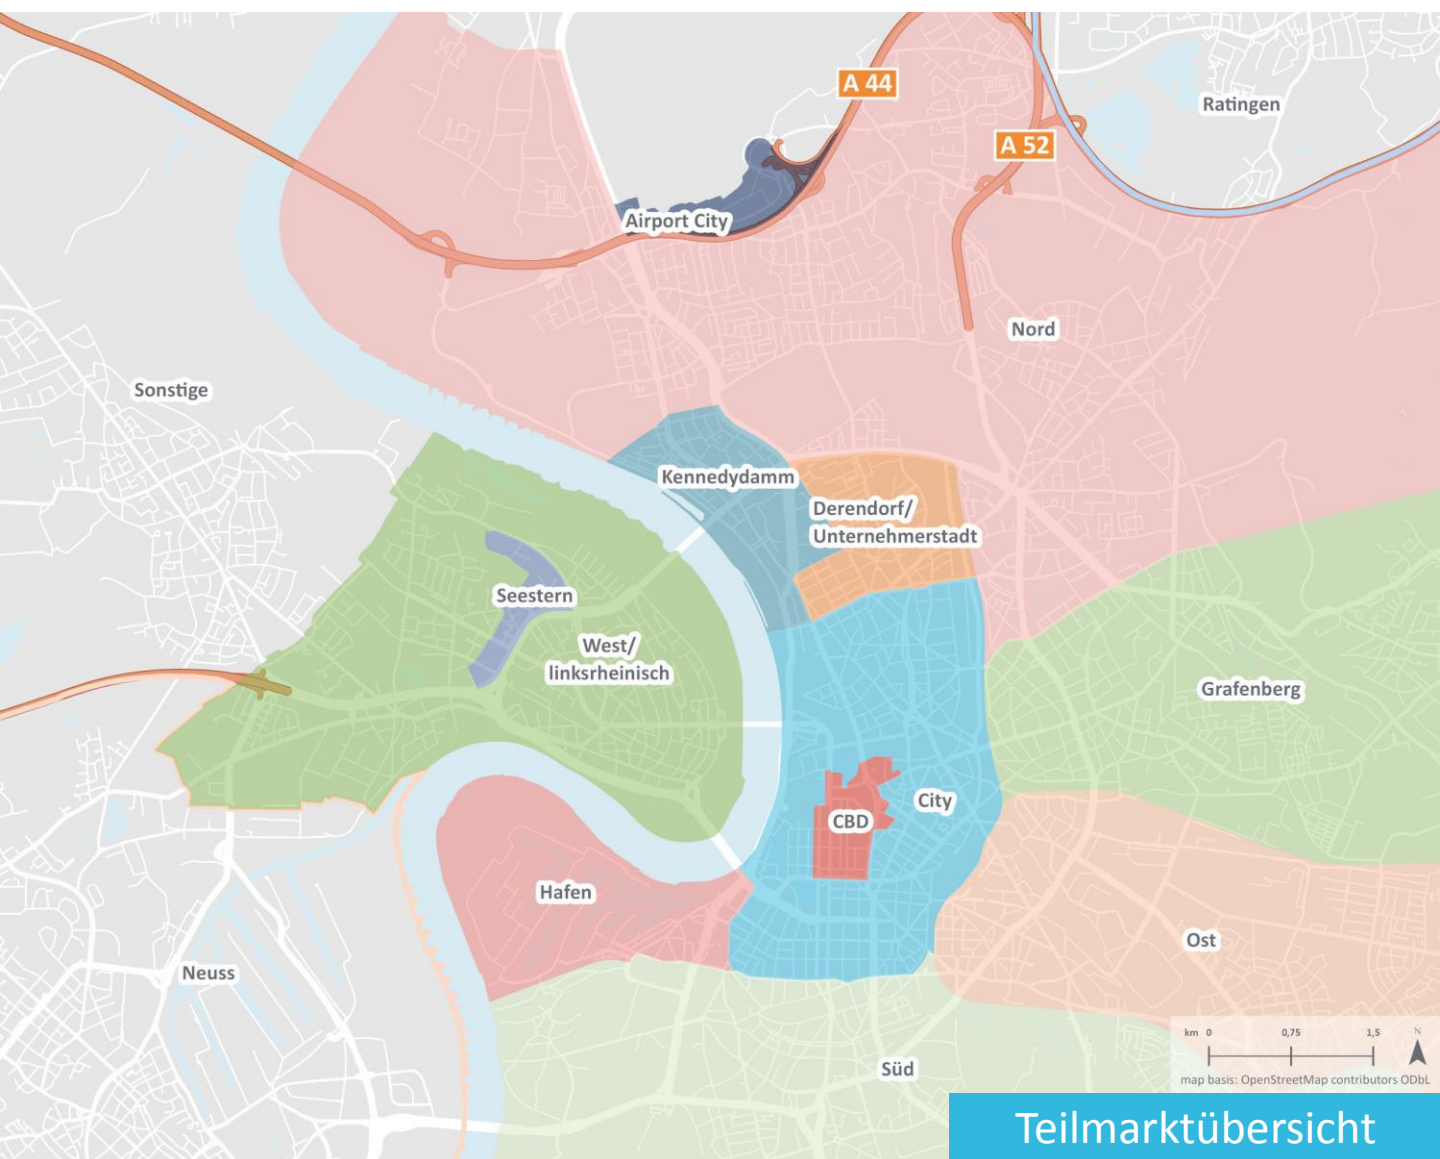 A 44
Ratingen
A 52
Airport City
Nord
Sonstige
Kennedydamm
Derendorf/
Unternehmerstadt
Seestern
West/
linksrheinisch
Grafenberg
City
CBD
Hafen
Ost
Neuss
km 0 0,75 1,5 N
Süd
map basis: OpenStreetMap contributors ODbL
Teilmarktübersicht